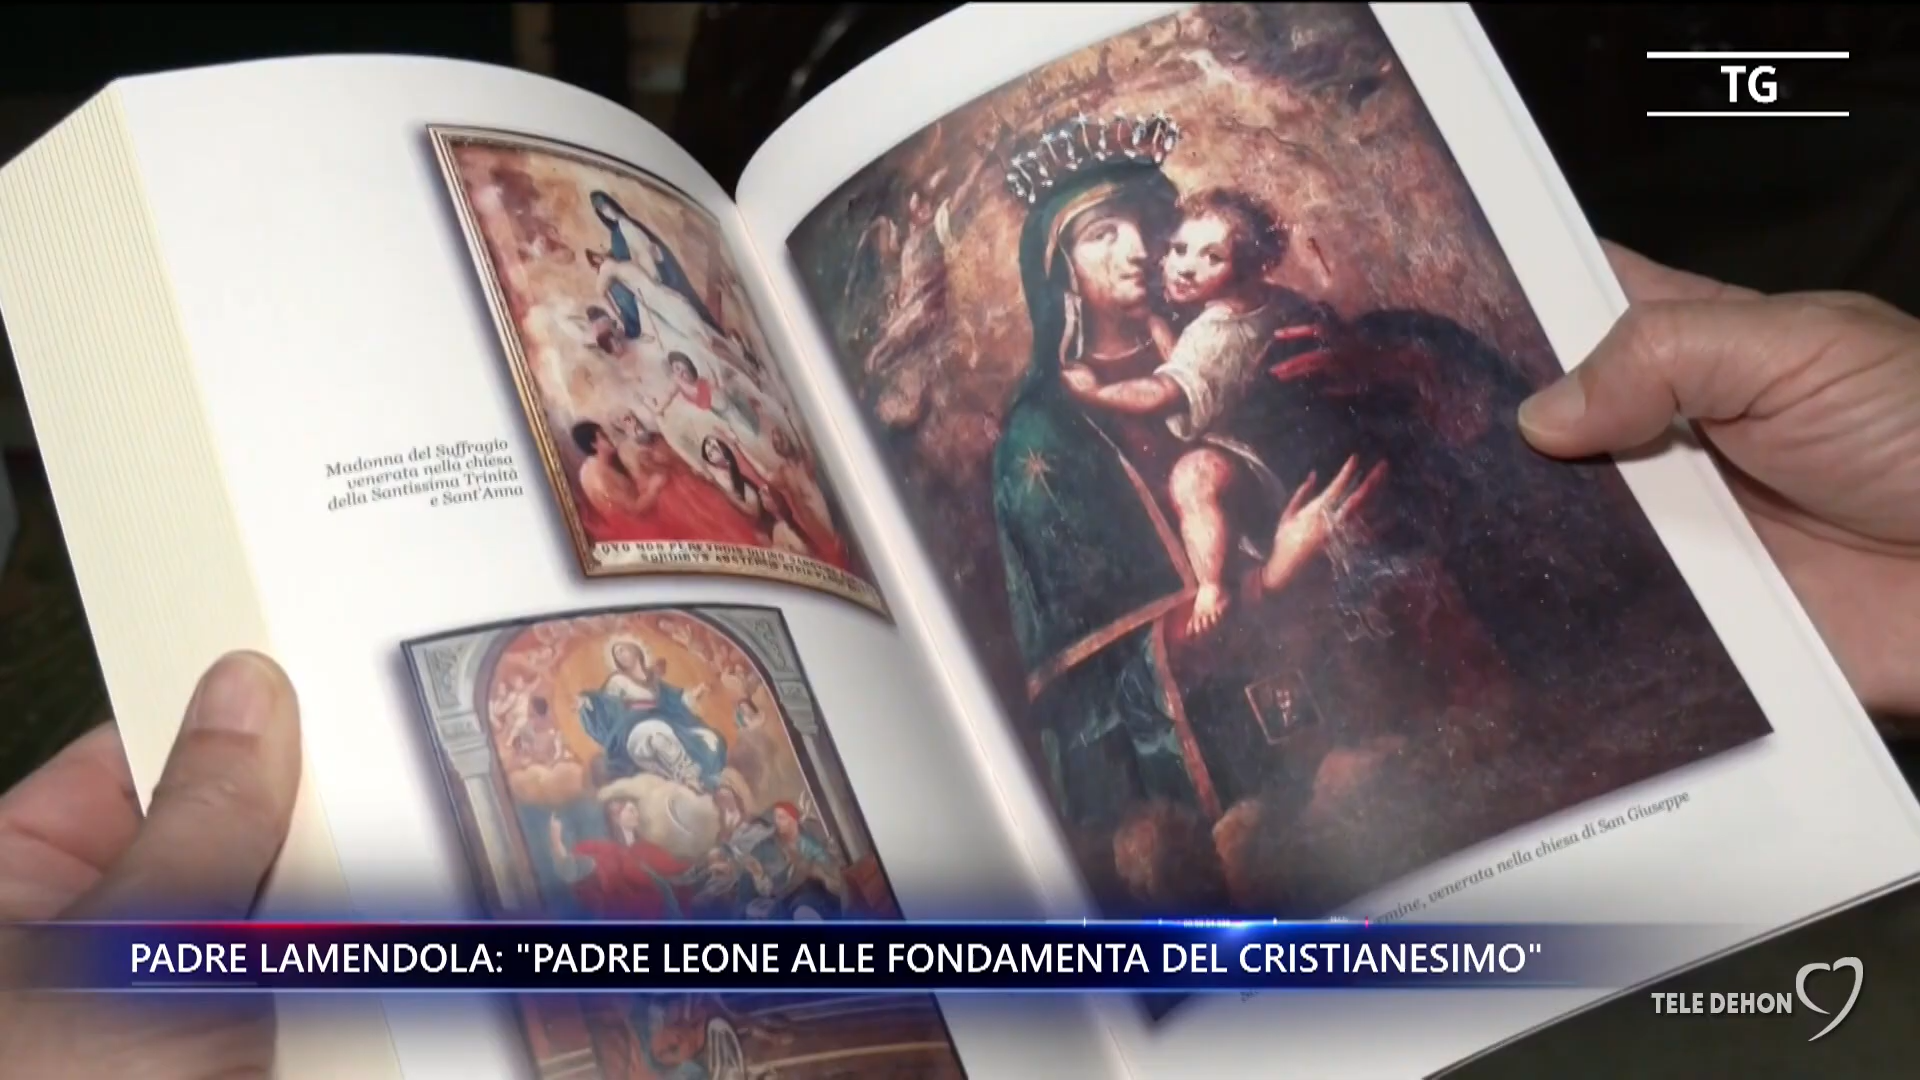 TG
Madonna del Suffragio
venerata nella chiesa
della Santissima Trinità
e Sant'Anna
venerata nella chiesa di San Giuseppe
PADRE LAMENDOLA: "PADRE LEONE ALLE FONDAMENTA DEL CRISTIANESIMO"
TELE DEHON